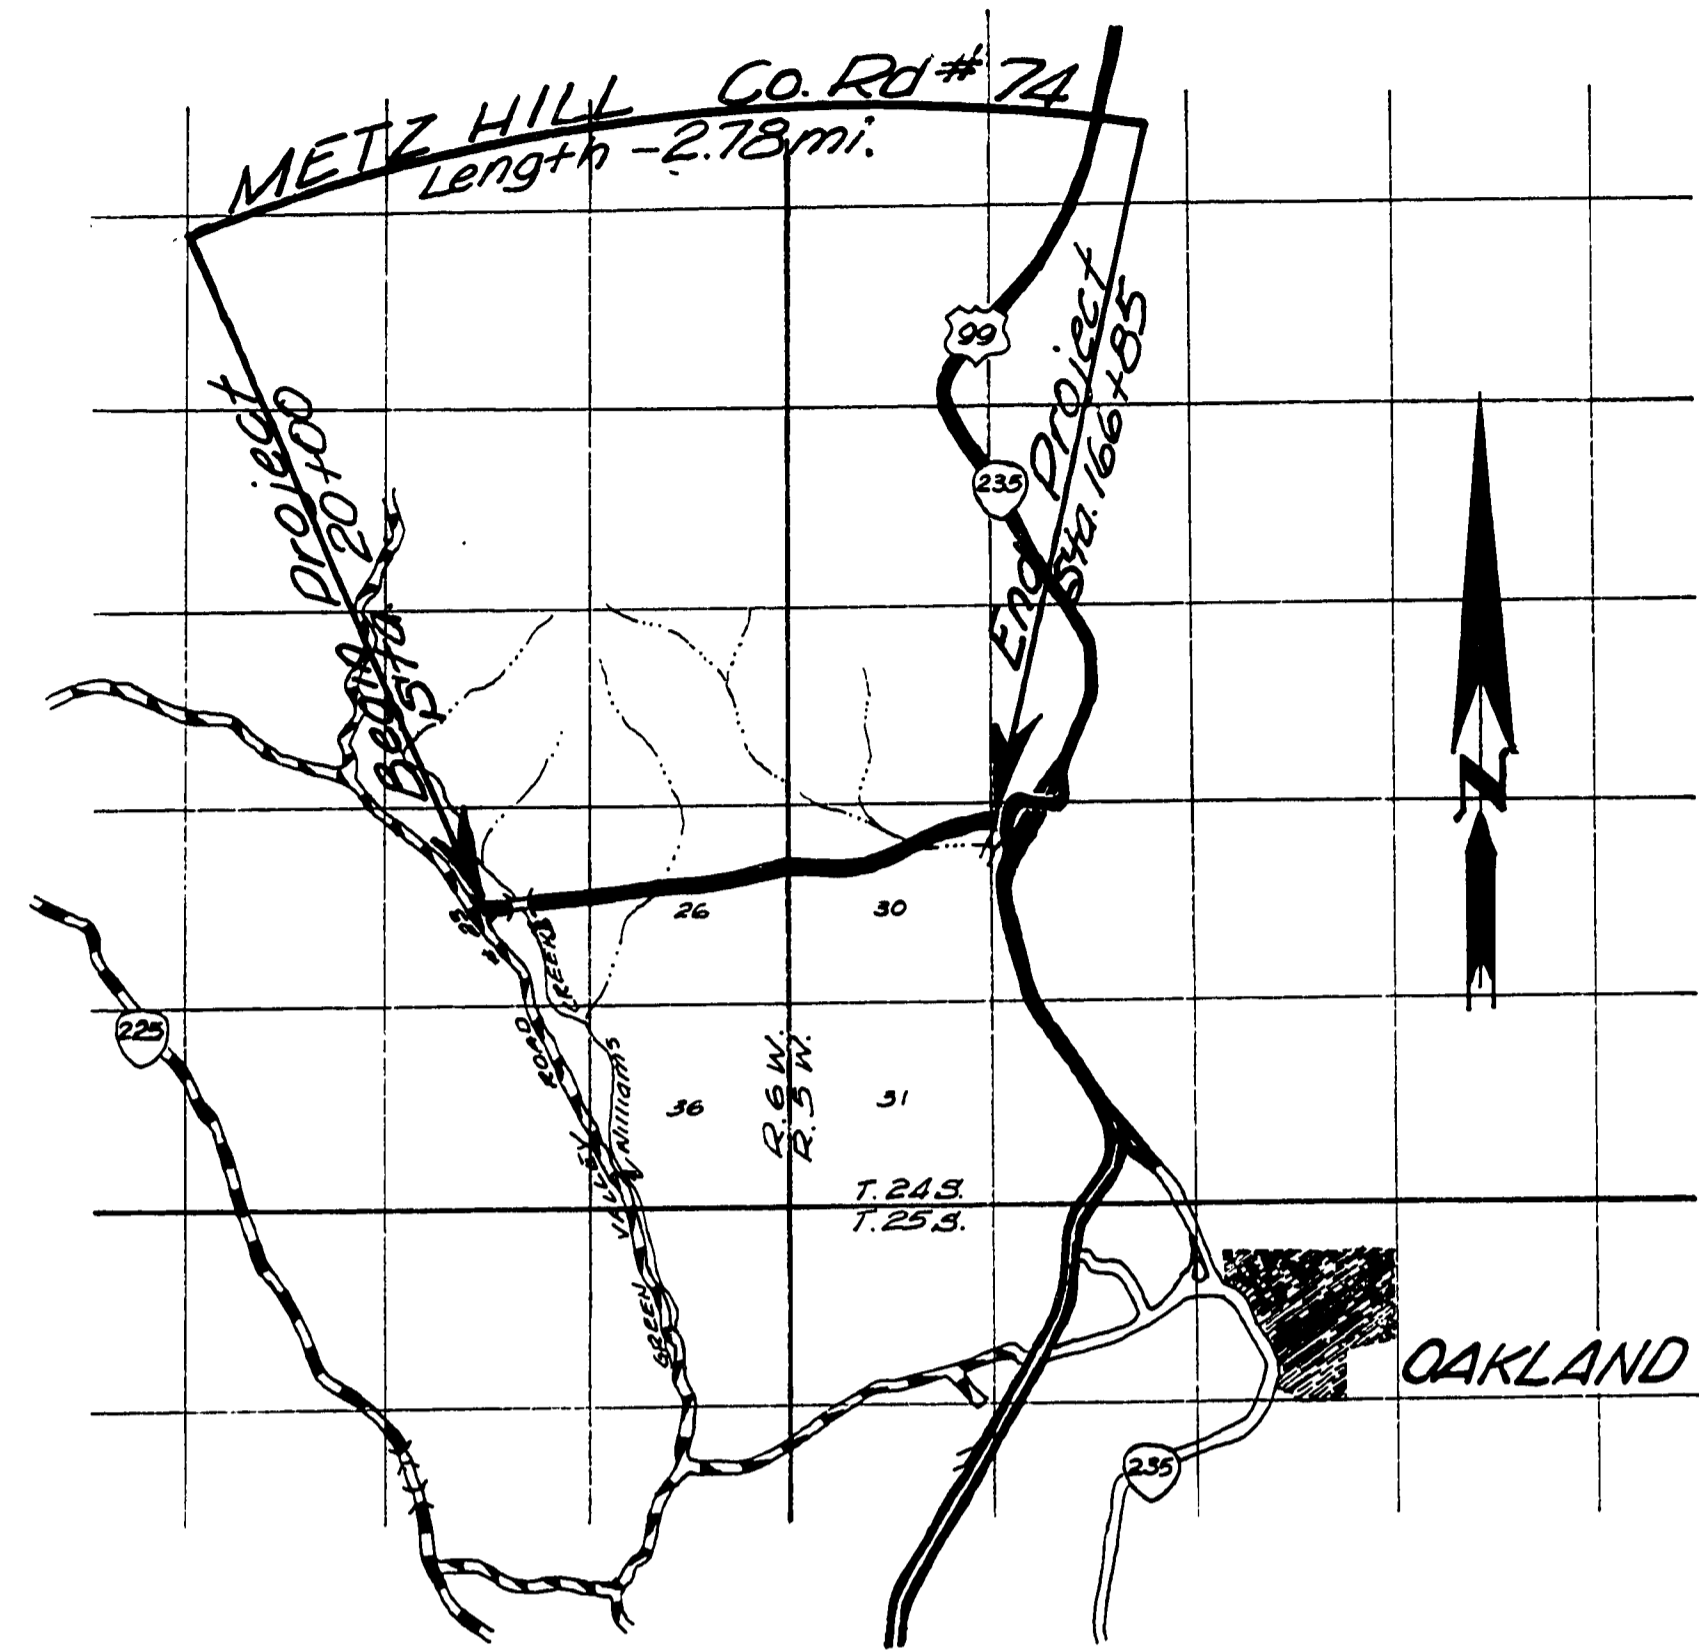 METZ HILL Co. Rd # 74
Length - 2.78 mi.
99
235
Begin Project
Sta. 20+00
End Project
Sta. 166+85
N
26
30
225
CREEK
Williams
36
31
R. 6 W.
R. 5 W.
T. 24 S.
T. 25 S.
GREEN VALLEY ROAD
OAKLAND
235